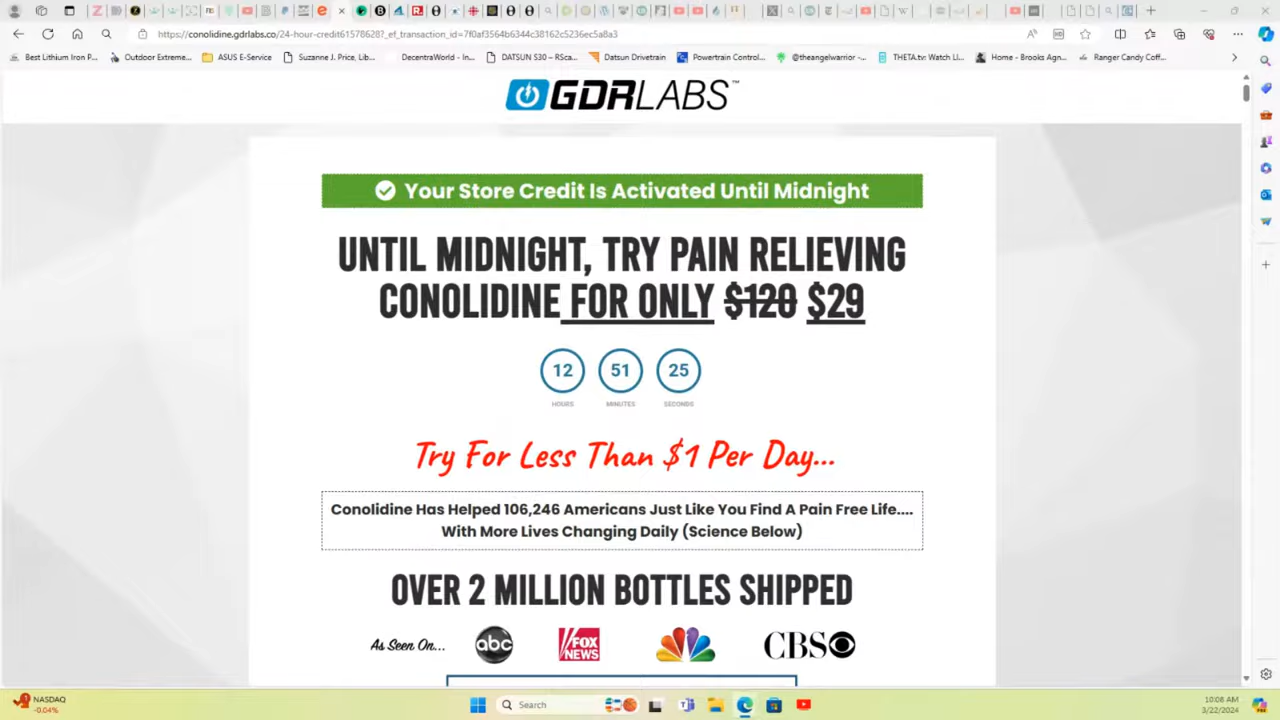 https://conolidine.gdrlabs.co/24-hour-credit61578628?_ef_transaction_id=7f0af3564b6344c38162c5236ec5a8a3
Best Lithium Iron P...
Outdoor Extreme...
ASUS E-Service
Suzanne J. Price, Lib...
DecentraWorld - In...
DATSUN 530 – RSca...
Datsun Drivetrain
Powertrain Control...
@theangelwarrior -...
THETA.tv: Watch Li...
Home - Brooks Agn...
Ranger Candy Coff...
GDRLABS™
Your Store Credit Is Activated Until Midnight
UNTIL MIDNIGHT, TRY PAIN RELIEVING
CONOLIDINE FOR ONLY $120 $29
12 51 25
HOURS MINUTES SECONDS
Try For Less Than $1 Per Day...
Conolidine Has Helped 106,246 Americans Just Like You Find A Pain Free Life....
With More Lives Changing Daily (Science Below)
OVER 2 MILLION BOTTLES SHIPPED
As Seen On... abc FOX NEWS CBS
NASDAQ
-0.04%
Search
10:08 AM
3/22/2024